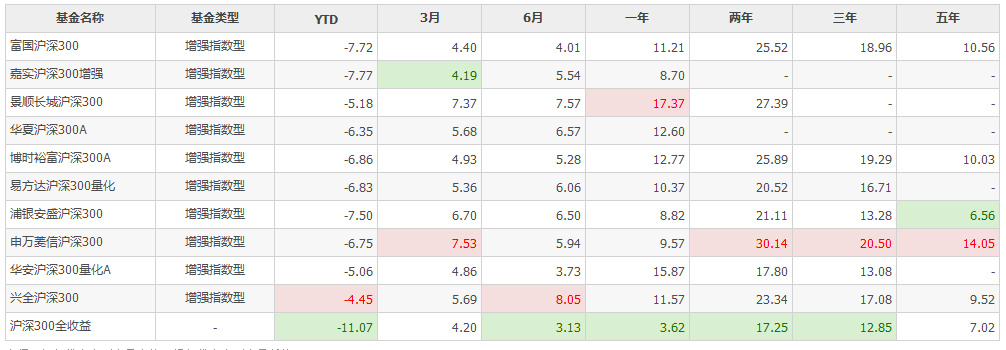 基金名称 基金类型 YTD 3月 6月 一年 两年 三年 五年
富国沪深300 增强指数型 -7.72 4.40 4.01 11.21 25.52 18.96 10.56
嘉实沪深300增强 增强指数型 -7.77 4.19 5.54 8.70 - - -
景顺长城沪深300 增强指数型 -5.18 7.37 7.57 17.37 27.39 - -
华夏沪深300A 增强指数型 -6.35 5.68 6.57 12.60 - - -
博时裕富沪深300A 增强指数型 -6.86 4.93 5.28 12.77 25.89 19.29 10.03
易方达沪深300量化 增强指数型 -6.83 5.36 6.06 10.37 20.52 16.71 -
浦银安盛沪深300 增强指数型 -7.50 6.70 6.50 8.82 21.11 13.28 6.56
申万菱信沪深300 增强指数型 -6.75 7.53 5.94 9.57 30.14 20.50 14.05
华安沪深300量化A 增强指数型 -5.06 4.86 3.73 15.87 17.80 13.08 -
兴全沪深300 增强指数型 -4.45 5.69 8.05 11.57 23.34 17.08 9.52
沪深300全收益 - -11.07 4.20 3.13 3.62 17.25 12.85 7.02